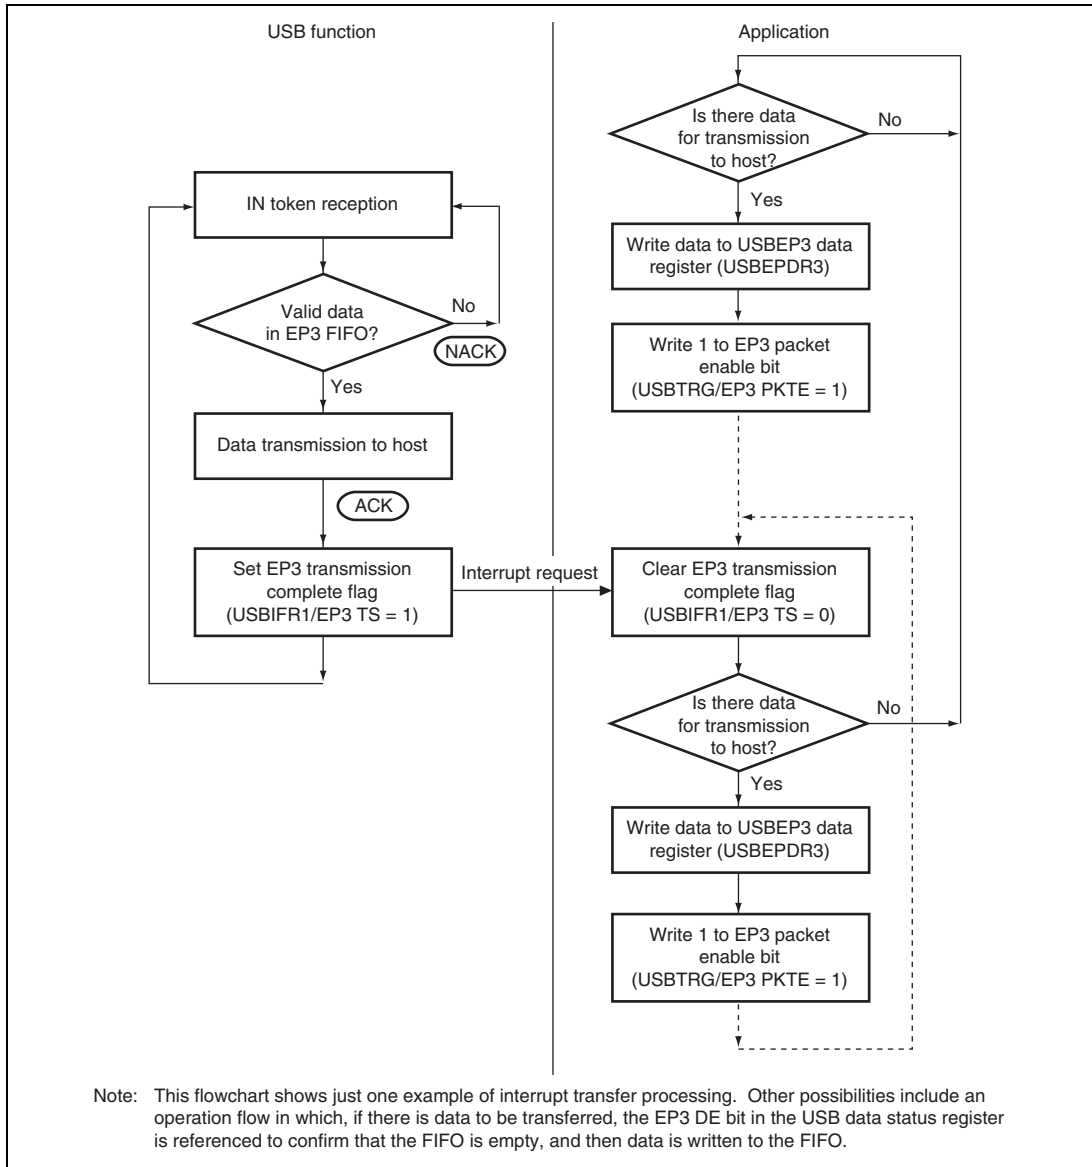 USB function
Application
Is there data
for transmission
to host?
No
Yes
IN token reception
Write data to USBEP3 data
register (USBEPDR3)
Valid data
in EP3 FIFO?
No
NACK
Yes
Write 1 to EP3 packet
enable bit
(USBTRG/EP3 PKTE = 1)
Data transmission to host
ACK
Set EP3 transmission
complete flag
(USBIFR1/EP3 TS = 1)
Interrupt request
Clear EP3 transmission
complete flag
(USBIFR1/EP3 TS = 0)
Is there data
for transmission
to host?
No
Yes
Write data to USBEP3 data
register (USBEPDR3)
Write 1 to EP3 packet
enable bit
(USBTRG/EP3 PKTE = 1)
Note: This flowchart shows just one example of interrupt transfer processing. Other possibilities include an
operation flow in which, if there is data to be transferred, the EP3 DE bit in the USB data status register
is referenced to confirm that the FIFO is empty, and then data is written to the FIFO.